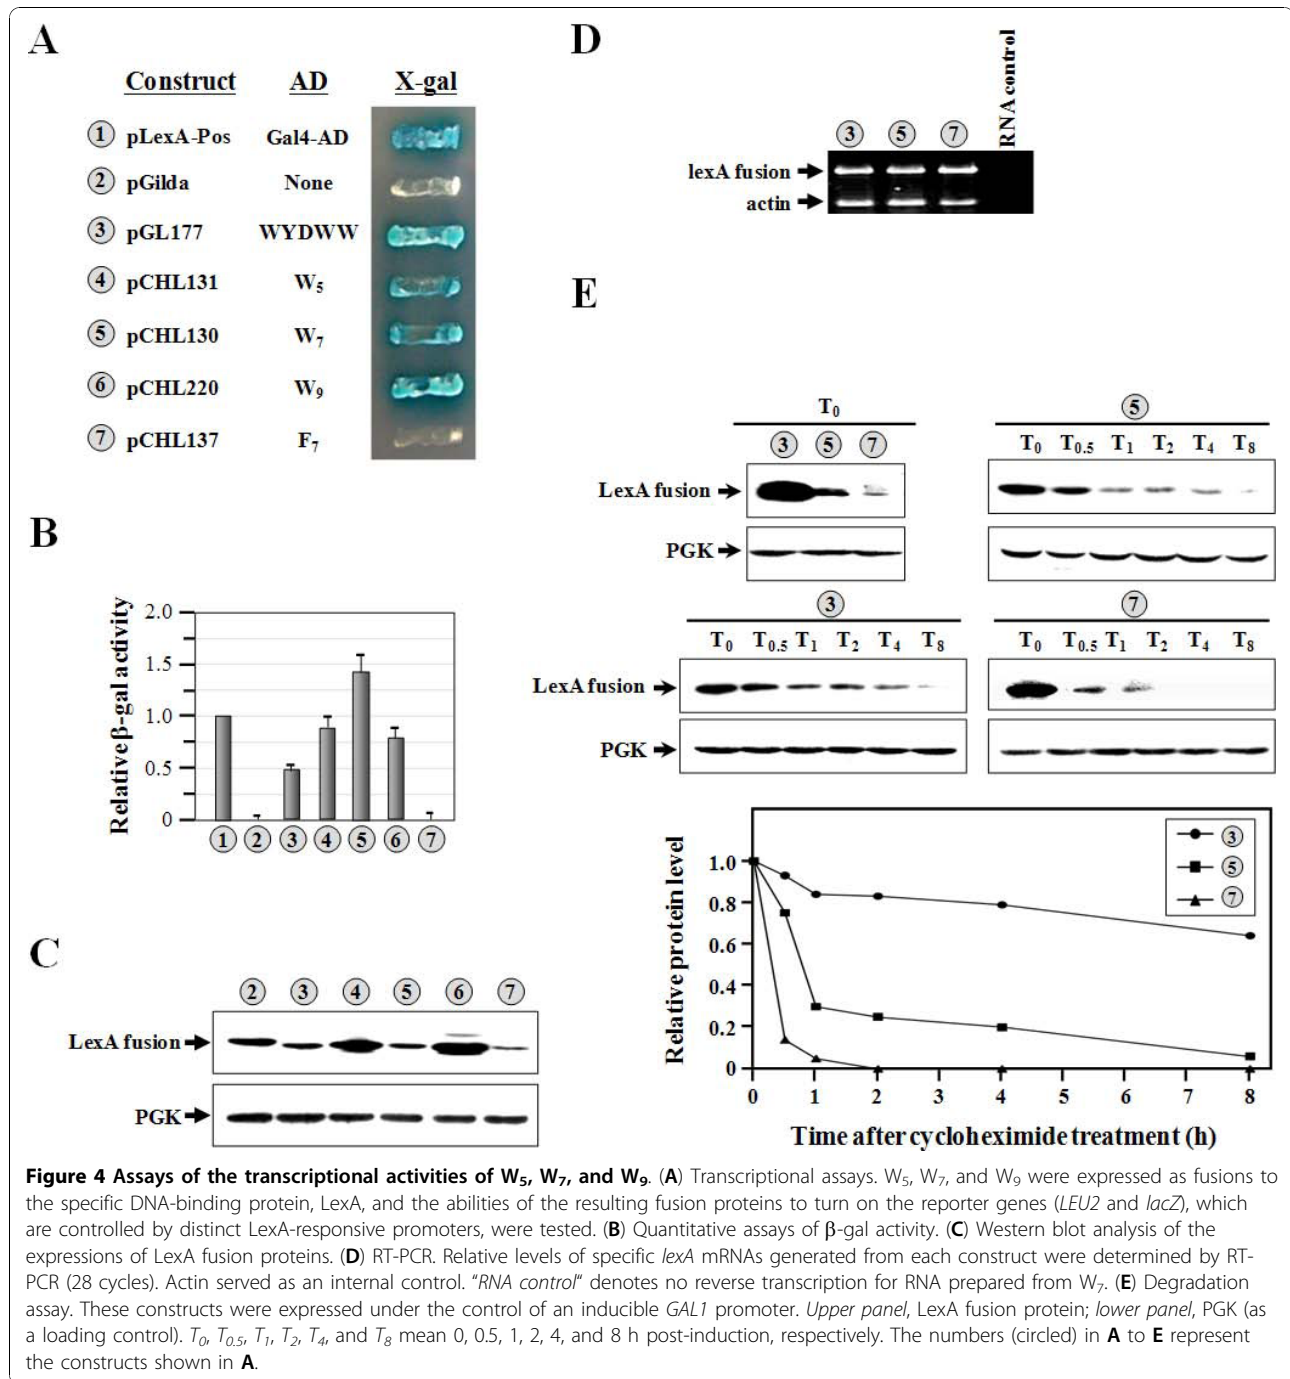 A
Construct AD X-gal
1 pLexA-Pos Gal4-AD
2 pGilda None
3 pGL177 WYDWW
4 pCHL131 W5
5 pCHL130 W7
6 pCHL220 W9
7 pCHL137 F7
B
Relative β-gal activity
2.0
1.5
1.0
0.5
0
1 2 3 4 5 6 7
C
2 3 4 5 6 7
LexA fusion
PGK
D
3 5 7 RNA control
lexA fusion
actin
E
T0
3 5 7
LexA fusion
PGK
5
T0 T0.5 T1 T2 T4 T8
3
T0 T0.5 T1 T2 T4 T8
LexA fusion
PGK
7
T0 T0.5 T1 T2 T4 T8
Relative protein level
1.0
0.8
0.6
0.4
0.2
0
0 1 2 3 4 5 6 7 8
Time after cycloheximide treatment (h)
3
5
7
Figure 4 Assays of the transcriptional activities of W5, W7, and W9. (A) Transcriptional assays. W5, W7, and W9 were expressed as fusions to
the specific DNA-binding protein, LexA, and the abilities of the resulting fusion proteins to turn on the reporter genes (LEU2 and lacZ), which
are controlled by distinct LexA-responsive promoters, were tested. (B) Quantitative assays of β-gal activity. (C) Western blot analysis of the
expressions of LexA fusion proteins. (D) RT-PCR. Relative levels of specific lexA mRNAs generated from each construct were determined by RT-
PCR (28 cycles). Actin served as an internal control. "RNA control" denotes no reverse transcription for RNA prepared from W7. (E) Degradation
assay. These constructs were expressed under the control of an inducible GAL1 promoter. Upper panel, LexA fusion protein; lower panel, PGK (as
a loading control). T0, T0.5, T1, T2, T4, and T8 mean 0, 0.5, 1, 2, 4, and 8 h post-induction, respectively. The numbers (circled) in A to E represent
the constructs shown in A.